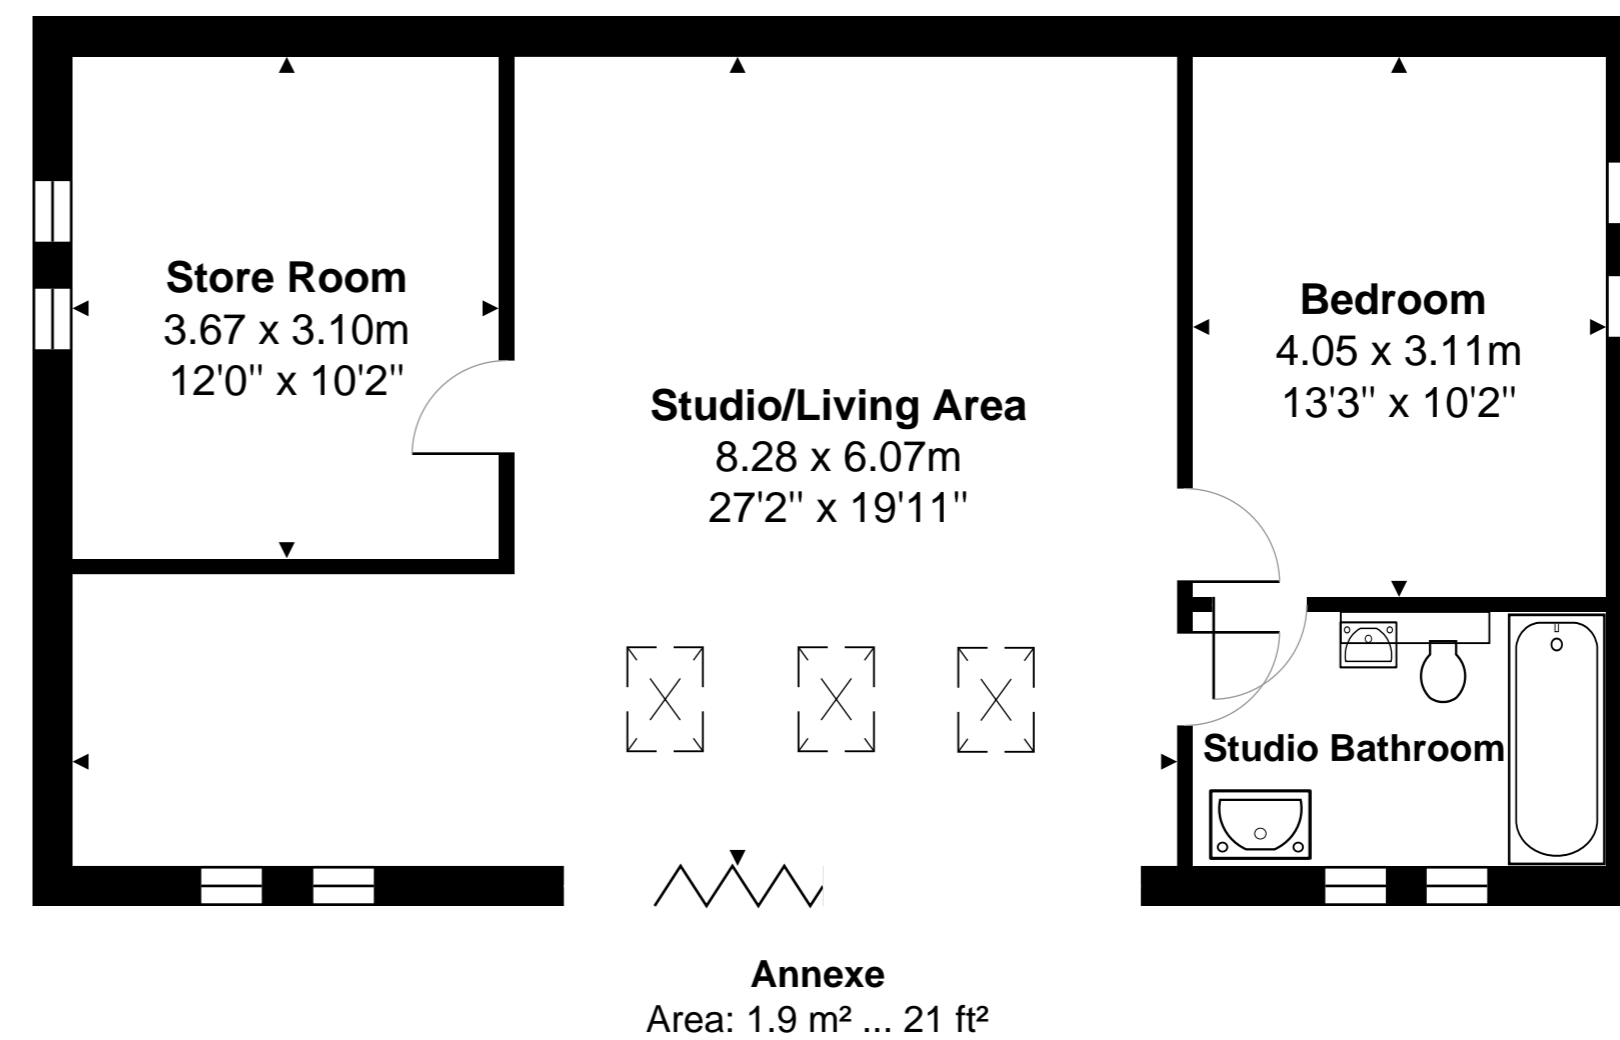 Store Room
3.67 x 3.10m
12'0" x 10'2"
Studio/Living Area
8.28 x 6.07m
27'2" x 19'11"
Bedroom
4.05 x 3.11m
13'3" x 10'2"
Studio Bathroom
Annexe
Area: 1.9 m² ... 21 ft²